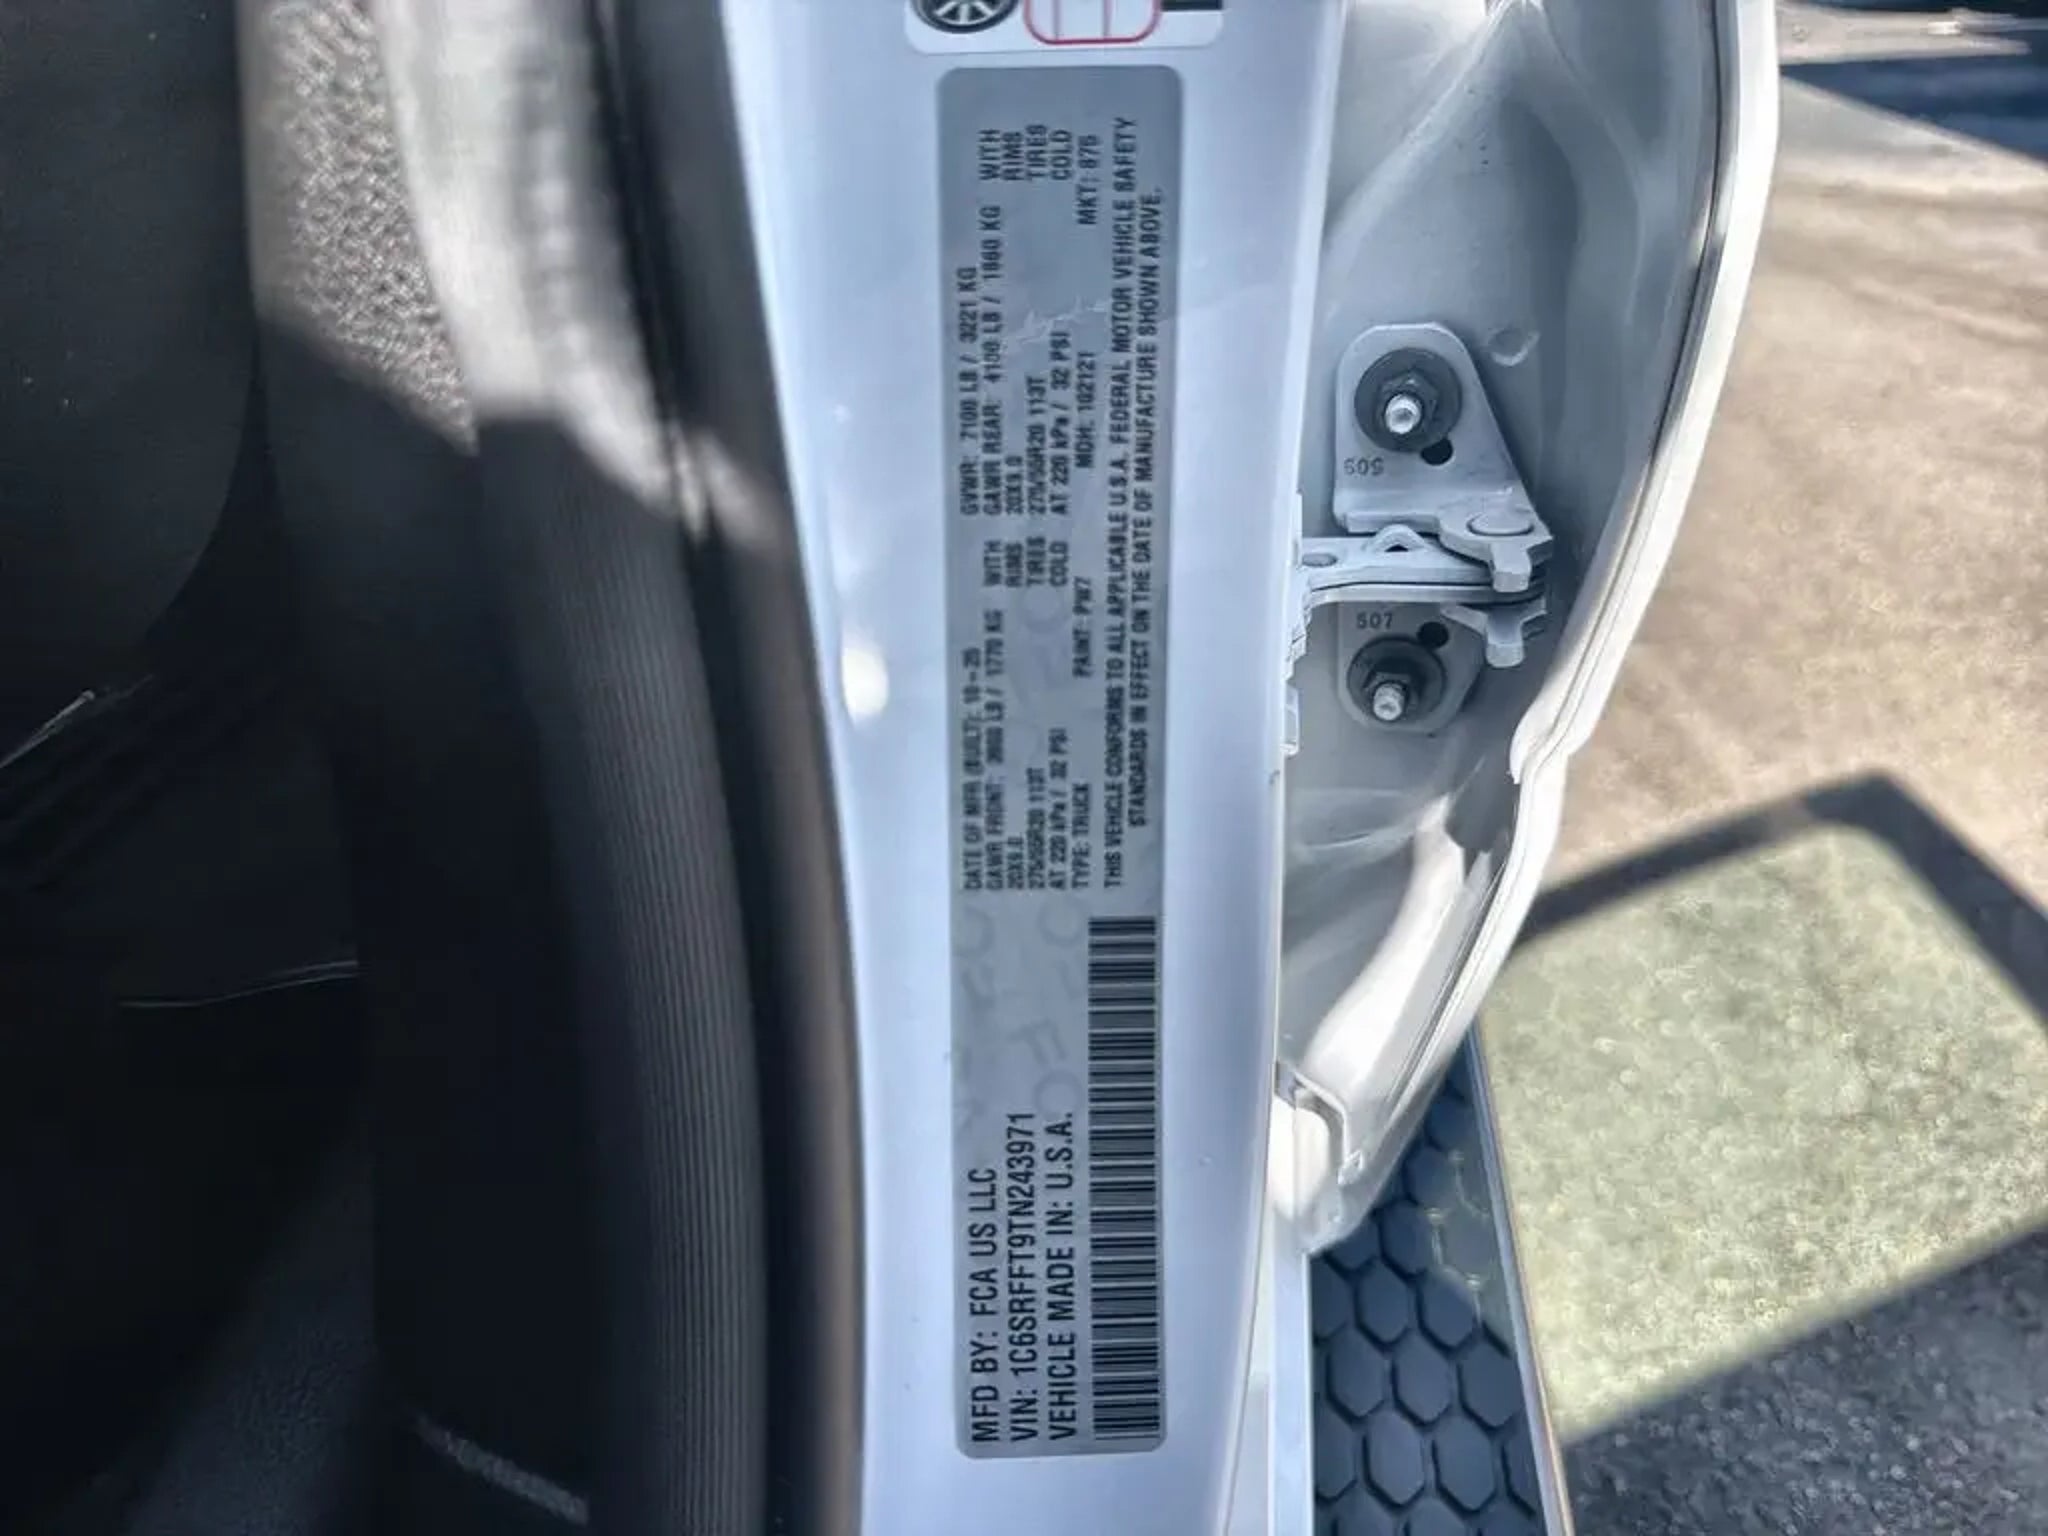 MFD BY: FCA US LLC
VIN: 1C6SRFFT9TN243971
VEHICLE MADE IN: U.S.A.
DATE OF MFR (BUILT): 10-25 GVWR: 7100 LB / 3221 KG
GAWR FRONT: 3900 LB / 1770 KG WITH GAWR REAR: 4100 LB / 1860 KG WITH
20X9.0 RIMS 20X9.0 RIMS
275/55R20 113T TIRES 275/55R20 113T TIRES
AT 220 kPa / 32 PSI COLD AT 220 kPa / 32 PSI COLD
TYPE: TRUCK PAINT: PW7 MDH: 102121 MKT: 876
THIS VEHICLE CONFORMS TO ALL APPLICABLE U.S.A. FEDERAL MOTOR VEHICLE SAFETY
STANDARDS IN EFFECT ON THE DATE OF MANUFACTURE SHOWN ABOVE.
509
507